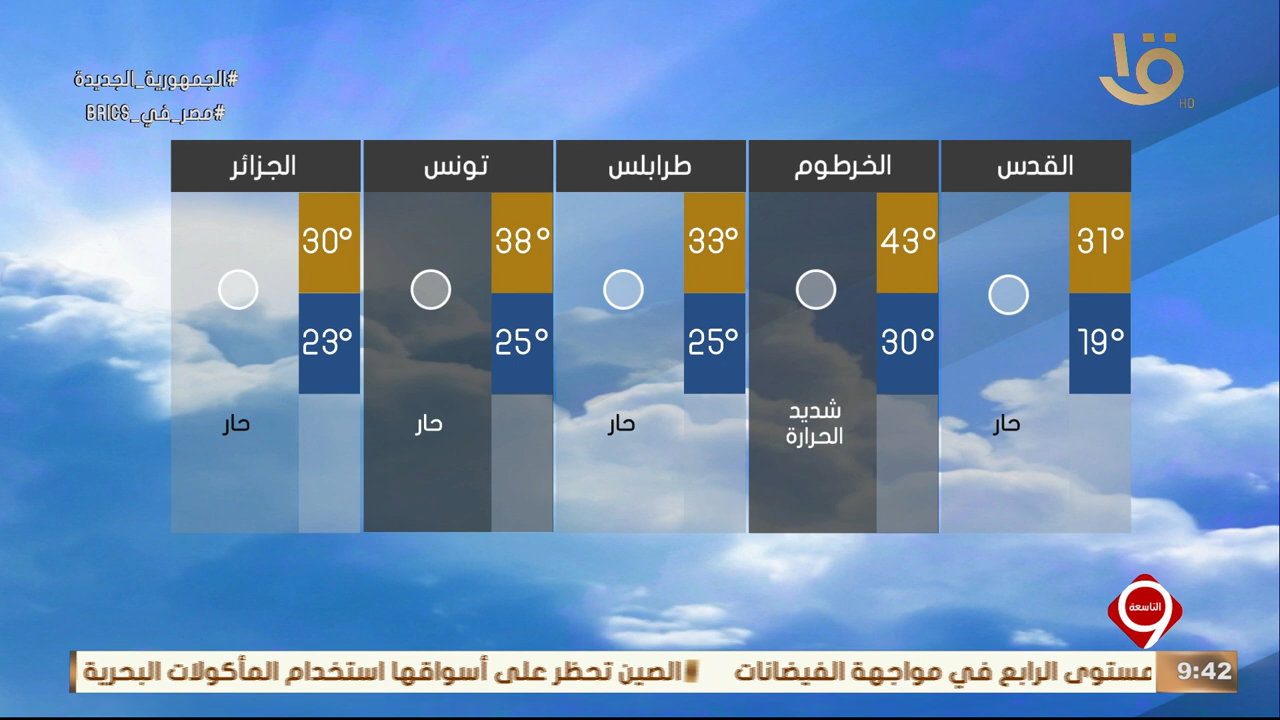 #الجمهورية_الجديدة
#مصر_في_BRICS
HD
القدس
31°
19°
حار
الخرطوم
43°
30°
شديد
الحرارة
طرابلس
33°
25°
حار
تونس
38°
25°
حار
الجزائر
30°
23°
حار
التاسعة
9
9:42
مستوى الرابع في مواجهة الفيضانات
الصين تحظر على أسواقها استخدام المأكولات البحرية